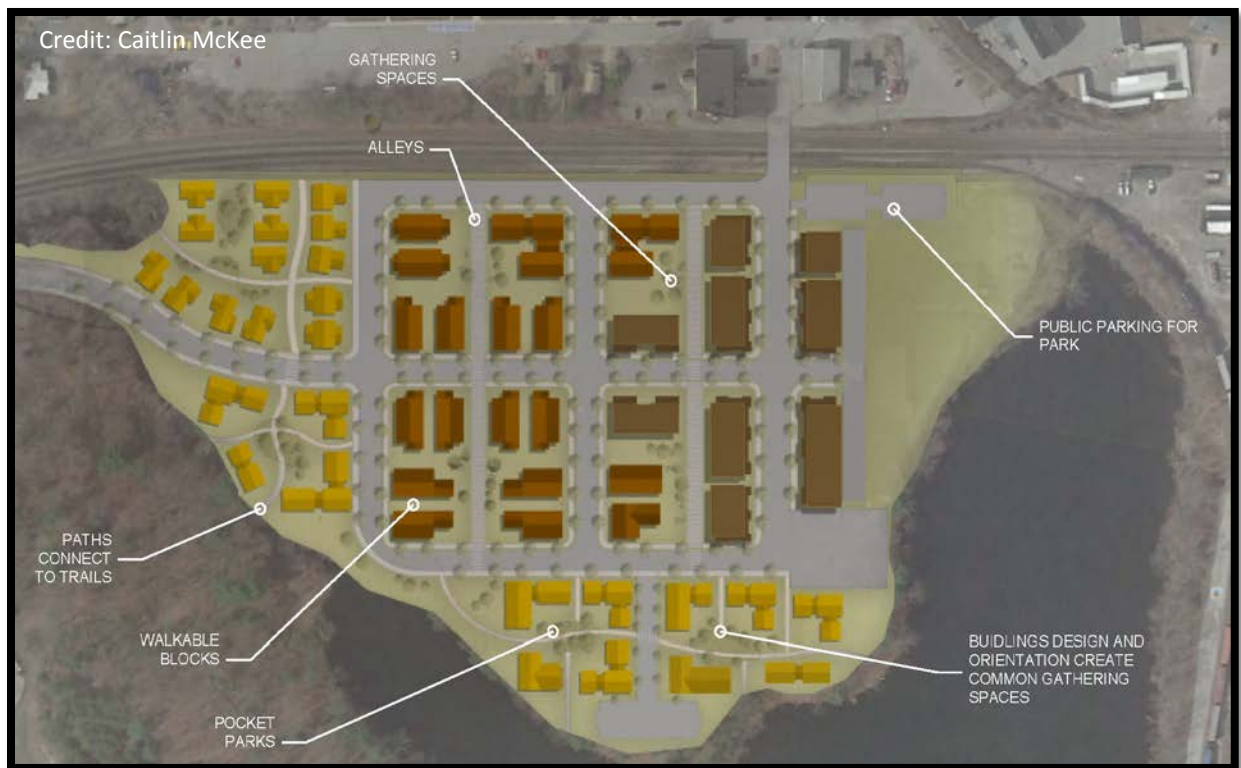 Credit: Caitlin McKee
GATHERING
SPACES
ALLEYS
PUBLIC PARKING FOR
PARK
PATHS
CONNECT
TO TRAILS
WALKABLE
BLOCKS
BUIDLINGS DESIGN AND
ORIENTATION CREATE
COMMON GATHERING
SPACES
POCKET
PARKS